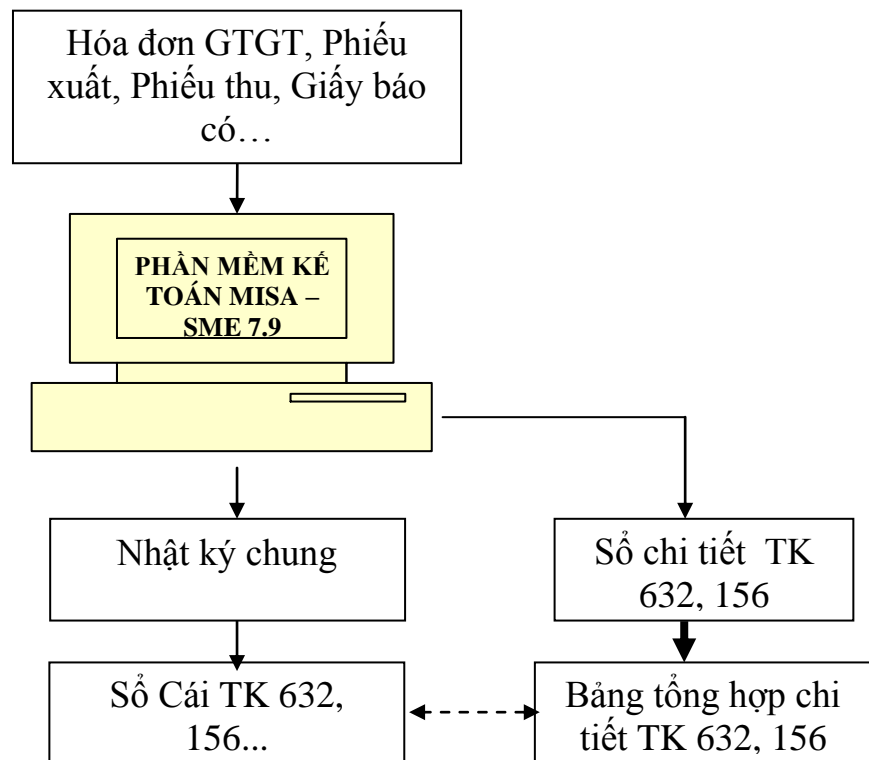 Hóa đơn GTGT, Phiếu
xuất, Phiếu thu, Giấy báo
có…
PHẦN MỀM KẾ
TOÁN MISA –
SME 7.9
Nhật ký chung
Sổ chi tiết TK
632, 156
Sổ Cái TK 632,
156...
Bảng tổng hợp chi
tiết TK 632, 156